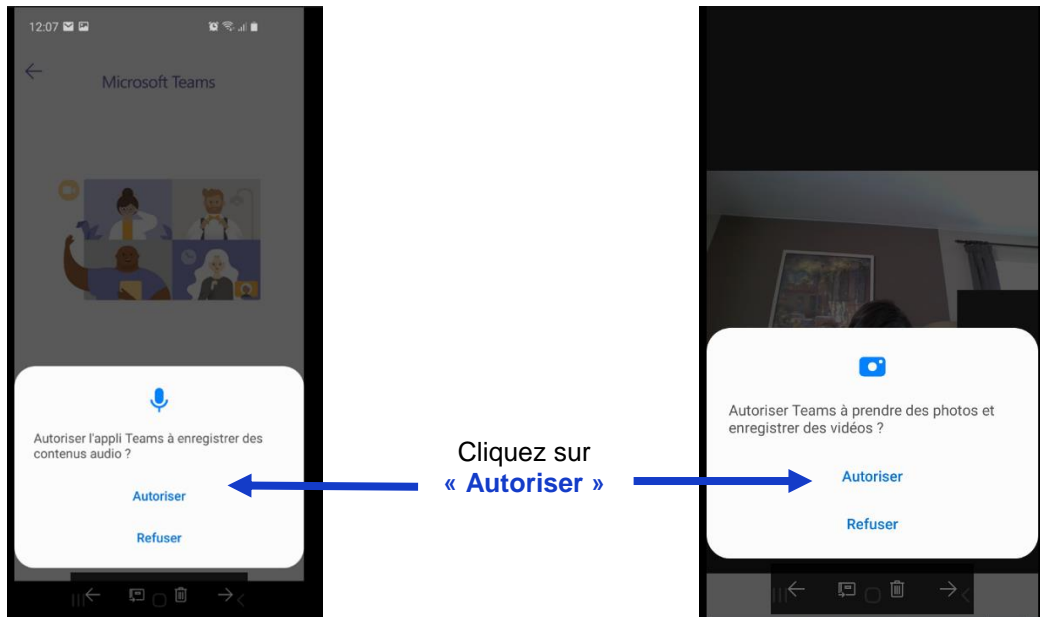 12:07
Microsoft Teams
Autoriser l'appli Teams à enregistrer des
contenus audio ?
Autoriser
Refuser
Cliquez sur
« Autoriser »
Autoriser Teams à prendre des photos et
enregistrer des vidéos ?
Autoriser
Refuser